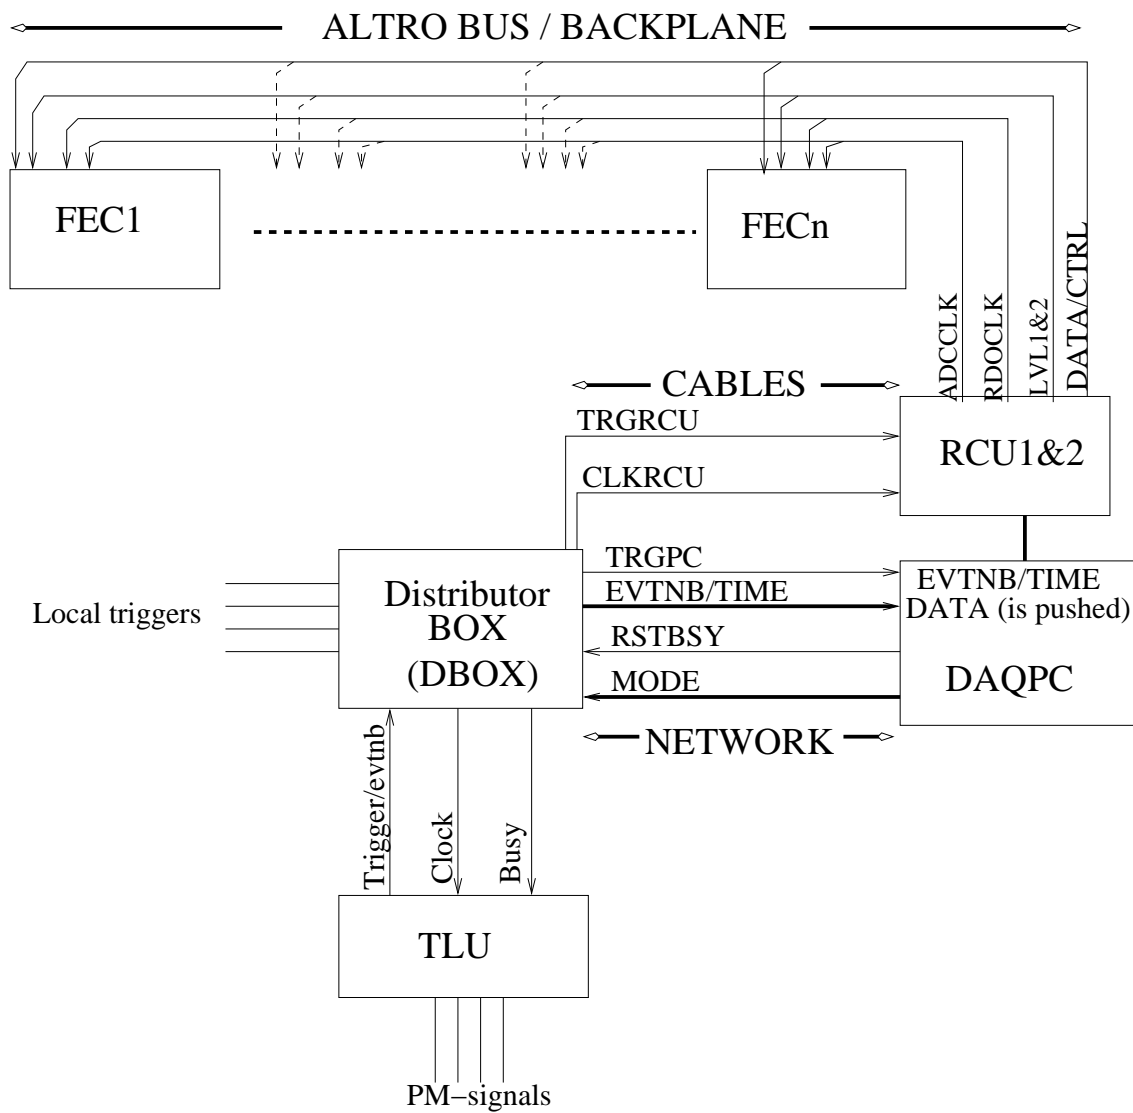 ALTRO BUS / BACKPLANE
FEC1
FECn
ADCCLK
RDOCLK
LVL1&2
DATA/CTRL
CABLES
TRGRCU
RCU1&2
CLKRCU
TRGPC
EVTNB/TIME
EVTNB/TIME
DATA (is pushed)
Distributor
BOX
(DBOX)
Local triggers
RSTBSY
MODE
DAQPC
NETWORK
Trigger/evtnb
Clock
Busy
TLU
PM−signals